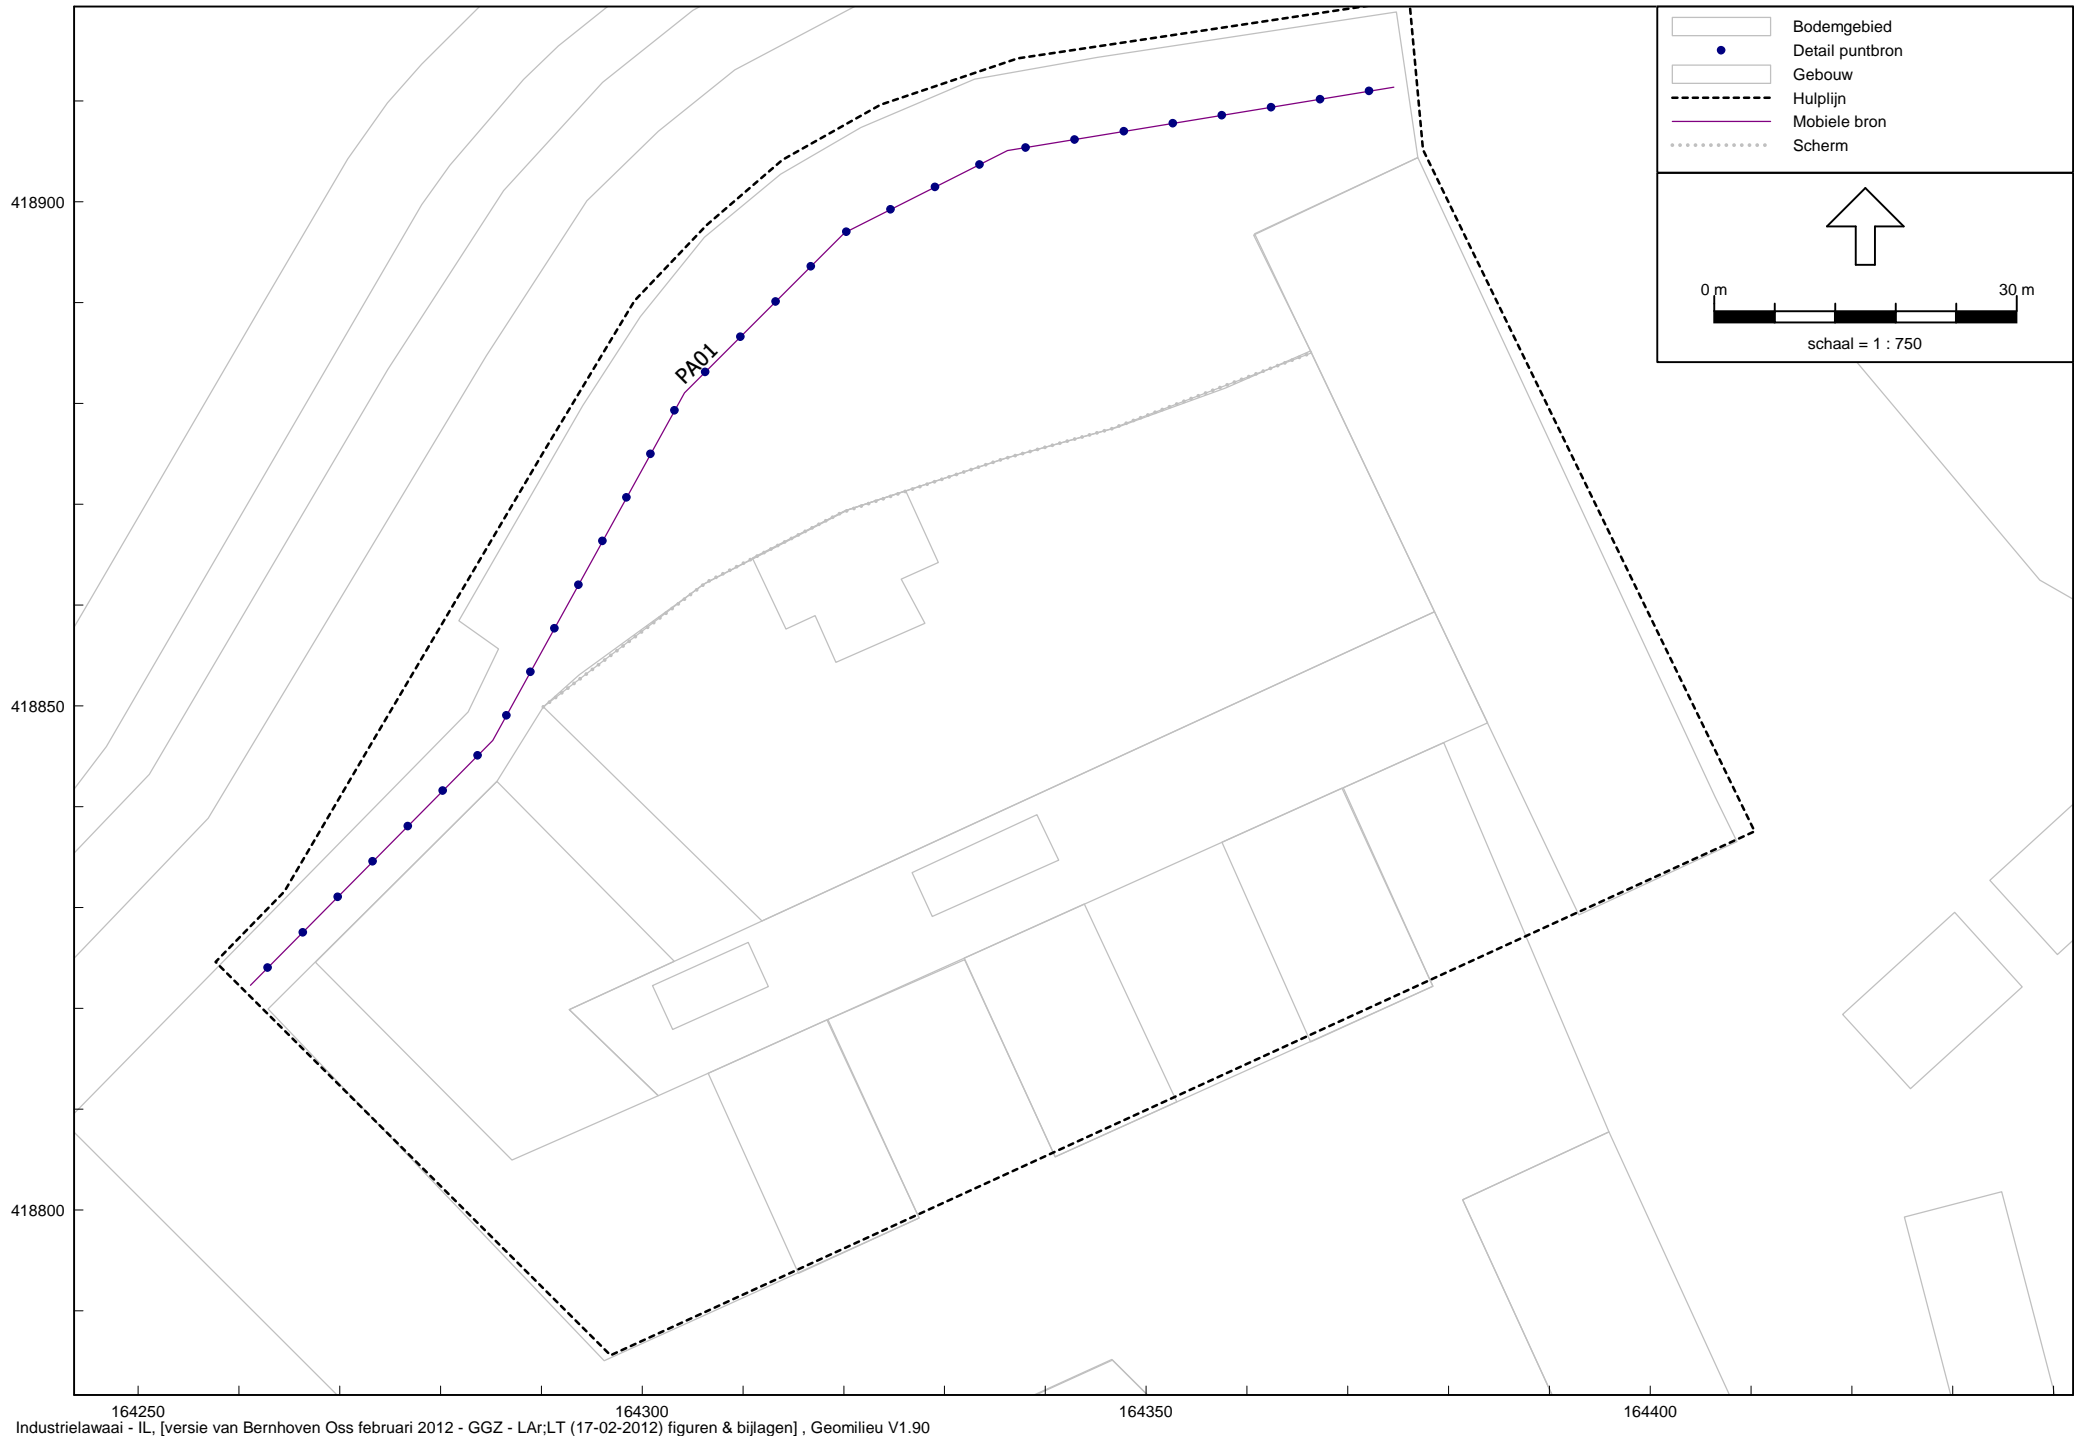 Bodemgebied
Detail puntbron
Gebouw
Hulplijn
Mobiele bron
Scherm
0 m 30 m
schaal = 1 : 750
418900
PA01
418850
418800
164250 164300 164350 164400
Industrielawaai - IL, [versie van Bernhoven Oss februari 2012 - GGZ - LAr;LT (17-02-2012) figuren & bijlagen] , Geomilieu V1.90